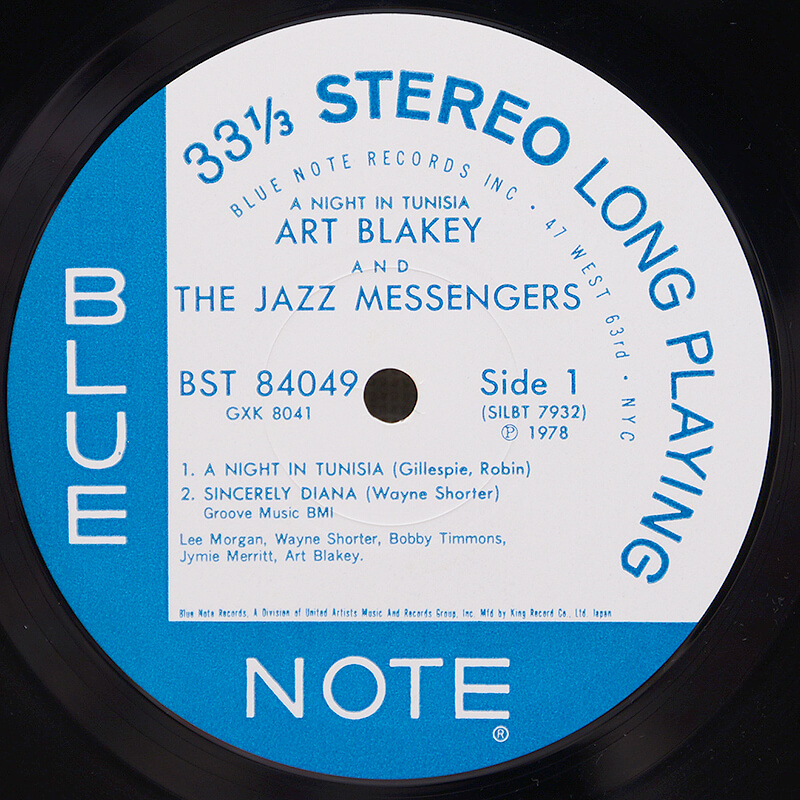 33⅓ STEREO LONG PLAYING
BLUE NOTE RECORDS INC · 47 WEST 63rd · NYC
A NIGHT IN TUNISIA
ART BLAKEY
AND
THE JAZZ MESSENGERS
BST 84049
GXK 8041
Side 1
(SILBT 7932)
Ⓟ 1978
1. A NIGHT IN TUNISIA (Gillespie, Robin)
2. SINCERELY DIANA (Wayne Shorter)
Groove Music BMI
Lee Morgan, Wayne Shorter, Bobby Timmons,
Jymie Merritt, Art Blakey.
Blue Note Records, A Division of United Artists Music And Records Group, Inc. Mfd by King Record Co., Ltd. Japan
BLUE
NOTE®